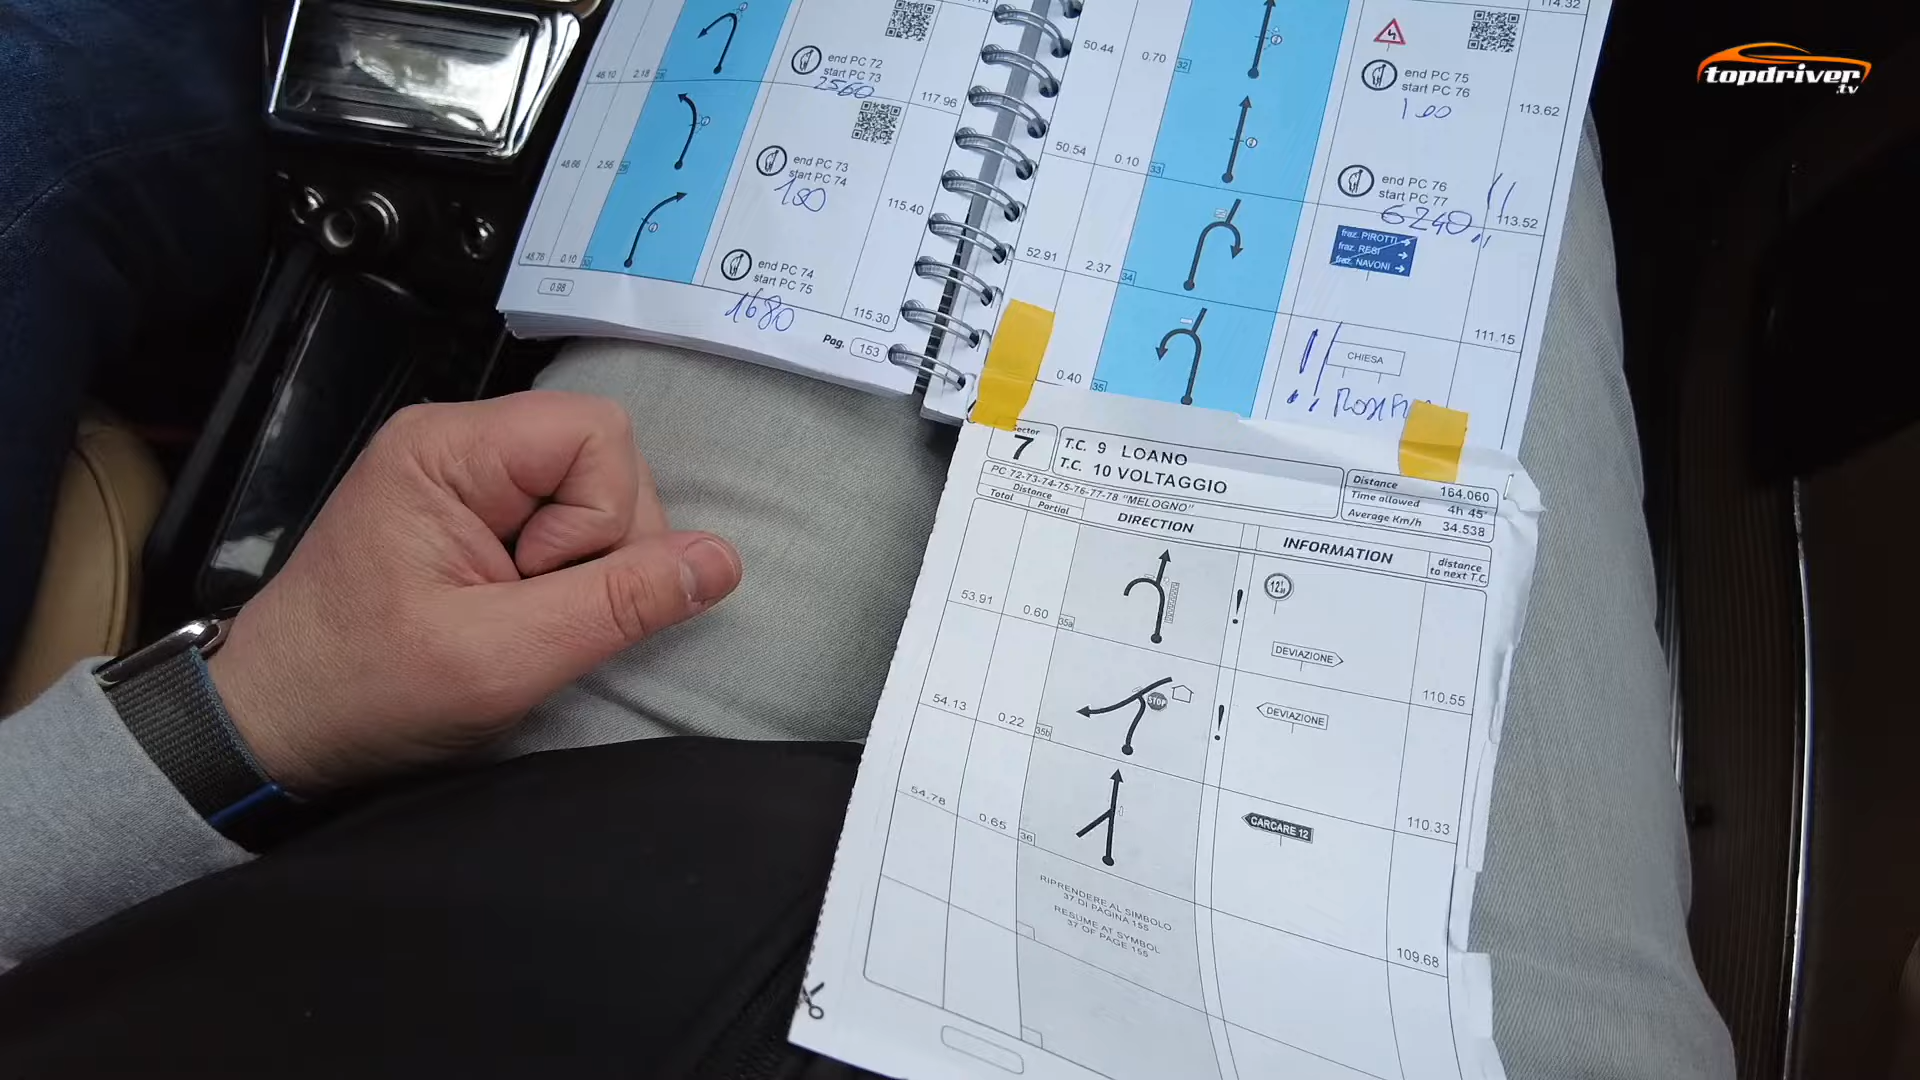 topdriver
.tv
end PC 72
start PC 73
2560
117.96
48.10
2.18
end PC 73
start PC 74
100
115.40
48.66
2.56
end PC 74
start PC 75
1680
115.30
48.76
0.10
0.98
Pag. 153
114.32
50.44
0.70
32
end PC 75
start PC 76
100
113.62
50.54
0.10
33
end PC 76
start PC 77
6240
113.52
52.91
2.37
34
fraz. PIROTTI
fraz. RESI
fraz. NAVONI
111.15
0.40
35
CHIESA
Sector
7
T.C. 9 LOANO
T.C. 10 VOLTAGGIO
PC 72-73-74-75-76-77-78 "MELOGNO"
Distance 164.060
Time allowed 4h 45'
Average Km/h 34.538
Distance
Total Partial
DIRECTION
INFORMATION
distance
to next T.C.
53.91
0.60
35a
!
DEVIAZIONE
110.55
54.13
0.22
35b
STOP
!
DEVIAZIONE
110.33
54.78
0.65
36
CARCARE 12
109.68
RIPRENDERE AL SIMBOLO
37 DI PAGINA 155
RESUME AT SYMBOL
37 OF PAGE 155